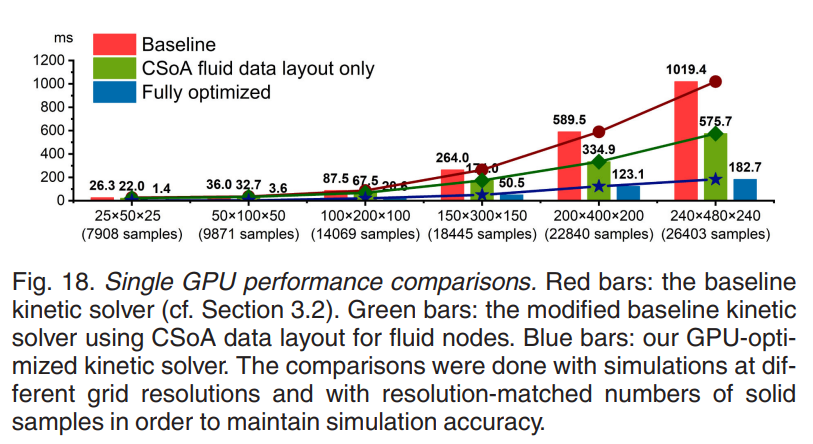 ms
Baseline
CSoA fluid data layout only
Fully optimized
1200
1000
800
600
400
200
0
26.3 22.0 1.4
36.0 32.7 3.6
87.5 67.5
264.0 50.5
589.5 334.9 123.1
1019.4 575.7 182.7
25×50×25 50×100×50 100×200×100 150×300×150 200×400×200 240×480×240
(7908 samples) (9871 samples) (14069 samples) (18445 samples) (22840 samples) (26403 samples)
Fig. 18. Single GPU performance comparisons. Red bars: the baseline
kinetic solver (cf. Section 3.2). Green bars: the modified baseline kinetic
solver using CSoA data layout for fluid nodes. Blue bars: our GPU-opti-
mized kinetic solver. The comparisons were done with simulations at dif-
ferent grid resolutions and with resolution-matched numbers of solid
samples in order to maintain simulation accuracy.